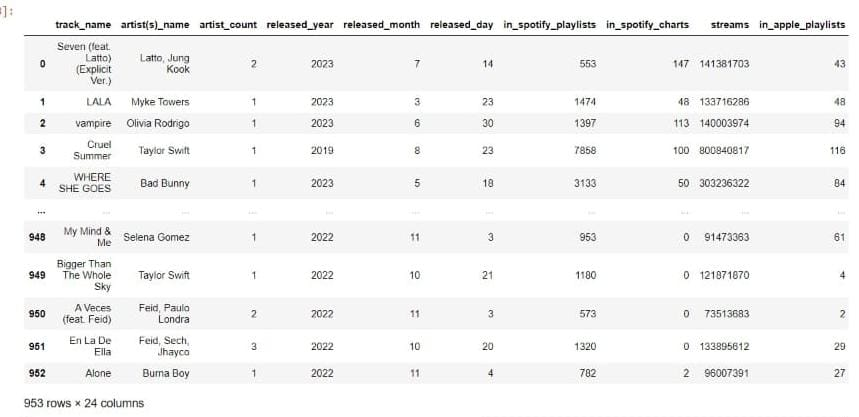 ]:
track_name artist(s)_name artist_count released_year released_month released_day in_spotify_playlists in_spotify_charts streams in_apple_playlists
Seven (feat.
Latto)
(Explicit
Ver.)
0 Latto, Jung
Kook 2 2023 7 14 553 147 141381703 43
1 LALA Myke Towers 1 2023 3 23 1474 48 133716286 48
2 vampire Olivia Rodrigo 1 2023 6 30 1397 113 140003974 94
3 Cruel
Summer Taylor Swift 1 2019 8 23 7858 100 800840817 116
4 WHERE
SHE GOES Bad Bunny 1 2023 5 18 3133 50 303236322 84
... ... ... ... ... ... ... ... ... ... ...
948 My Mind &
Me Selena Gomez 1 2022 11 3 953 0 91473363 61
949 Bigger Than
The Whole
Sky Taylor Swift 1 2022 10 21 1180 0 121871870 4
950 A Veces
(feat. Feid) Feid, Paulo
Londra 2 2022 11 3 573 0 73513683 2
951 En La De
Ella Feid, Sech,
Jhayco 3 2022 10 20 1320 0 133895612 29
952 Alone Burna Boy 1 2022 11 4 782 2 96007391 27
953 rows × 24 columns